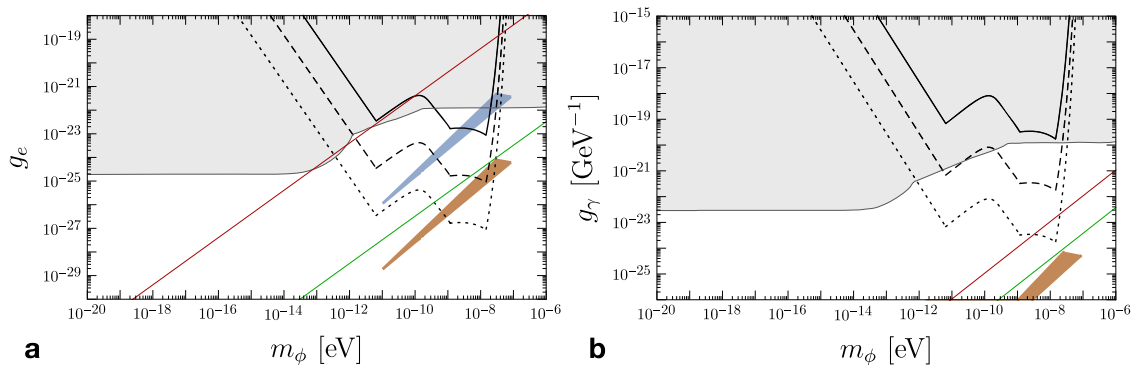 10⁻¹⁹
10⁻²¹
10⁻²³
10⁻²⁵
10⁻²⁷
10⁻²⁹
g_e
10⁻²⁰ 10⁻¹⁸ 10⁻¹⁶ 10⁻¹⁴ 10⁻¹² 10⁻¹⁰ 10⁻⁸ 10⁻⁶
a
m_ϕ [eV]
10⁻¹⁵
10⁻¹⁷
10⁻¹⁹
10⁻²¹
10⁻²³
10⁻²⁵
g_γ [GeV⁻¹]
10⁻²⁰ 10⁻¹⁸ 10⁻¹⁶ 10⁻¹⁴ 10⁻¹² 10⁻¹⁰ 10⁻⁸ 10⁻⁶
b
m_ϕ [eV]